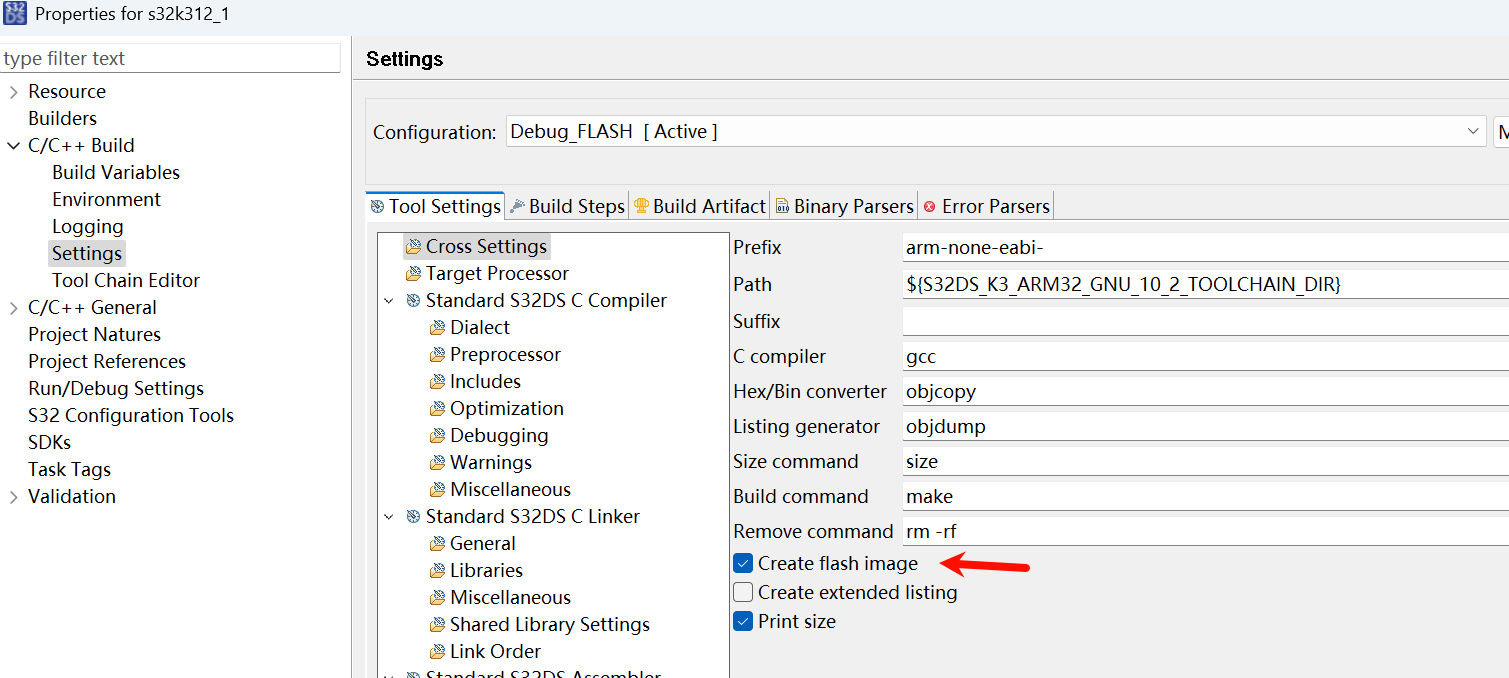 S32
DS
Properties for s32k312_1
type filter text
Resource
Builders
C/C++ Build
Build Variables
Environment
Logging
Settings
Tool Chain Editor
C/C++ General
Project Natures
Project References
Run/Debug Settings
S32 Configuration Tools
SDKs
Task Tags
Validation
Settings
Configuration: Debug_FLASH [ Active ]
M
Tool Settings Build Steps Build Artifact Binary Parsers Error Parsers
Cross Settings
Target Processor
Standard S32DS C Compiler
Dialect
Preprocessor
Includes
Optimization
Debugging
Warnings
Miscellaneous
Standard S32DS C Linker
General
Libraries
Miscellaneous
Shared Library Settings
Link Order
Standard S32DS Assembler
Prefix arm-none-eabi-
Path ${S32DS_K3_ARM32_GNU_10_2_TOOLCHAIN_DIR}
Suffix
C compiler gcc
Hex/Bin converter objcopy
Listing generator objdump
Size command size
Build command make
Remove command rm -rf
Create flash image
Create extended listing
Print size